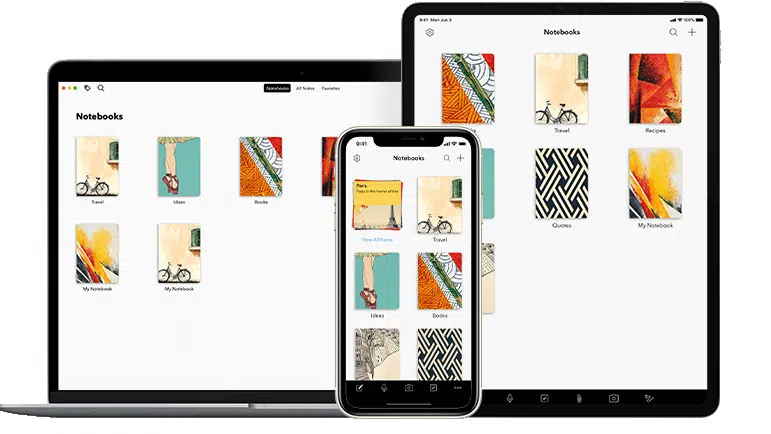 Notebooks
All Notes
Favorites
Notebooks
Travel
Ideas
Books
My Notebook
My Notebook
9:41
Notebooks
Paris
Paris is the home of the
View All Notes
Travel
Ideas
Books
9:41 Mon Jun 3
100%
Notebooks
Travel
Recipes
Quotes
My Notebook